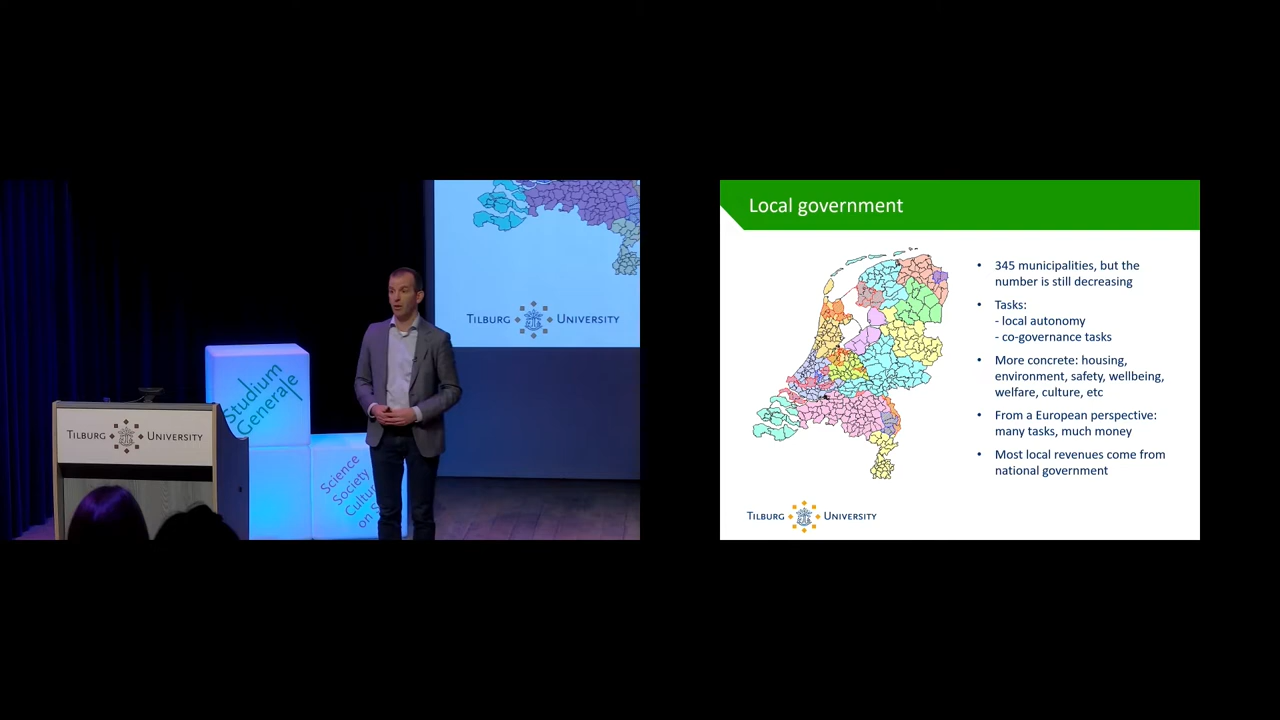 TILBURG UNIVERSITY
Studium
Generale
TILBURG UNIVERSITY
Science
Society
on
Local government
• 345 municipalities, but the
number is still decreasing
• Tasks:
- local autonomy
- co-governance tasks
• More concrete: housing,
environment, safety, wellbeing,
welfare, culture, etc
• From a European perspective:
many tasks, much money
• Most local revenues come from
national government
TILBURG UNIVERSITY